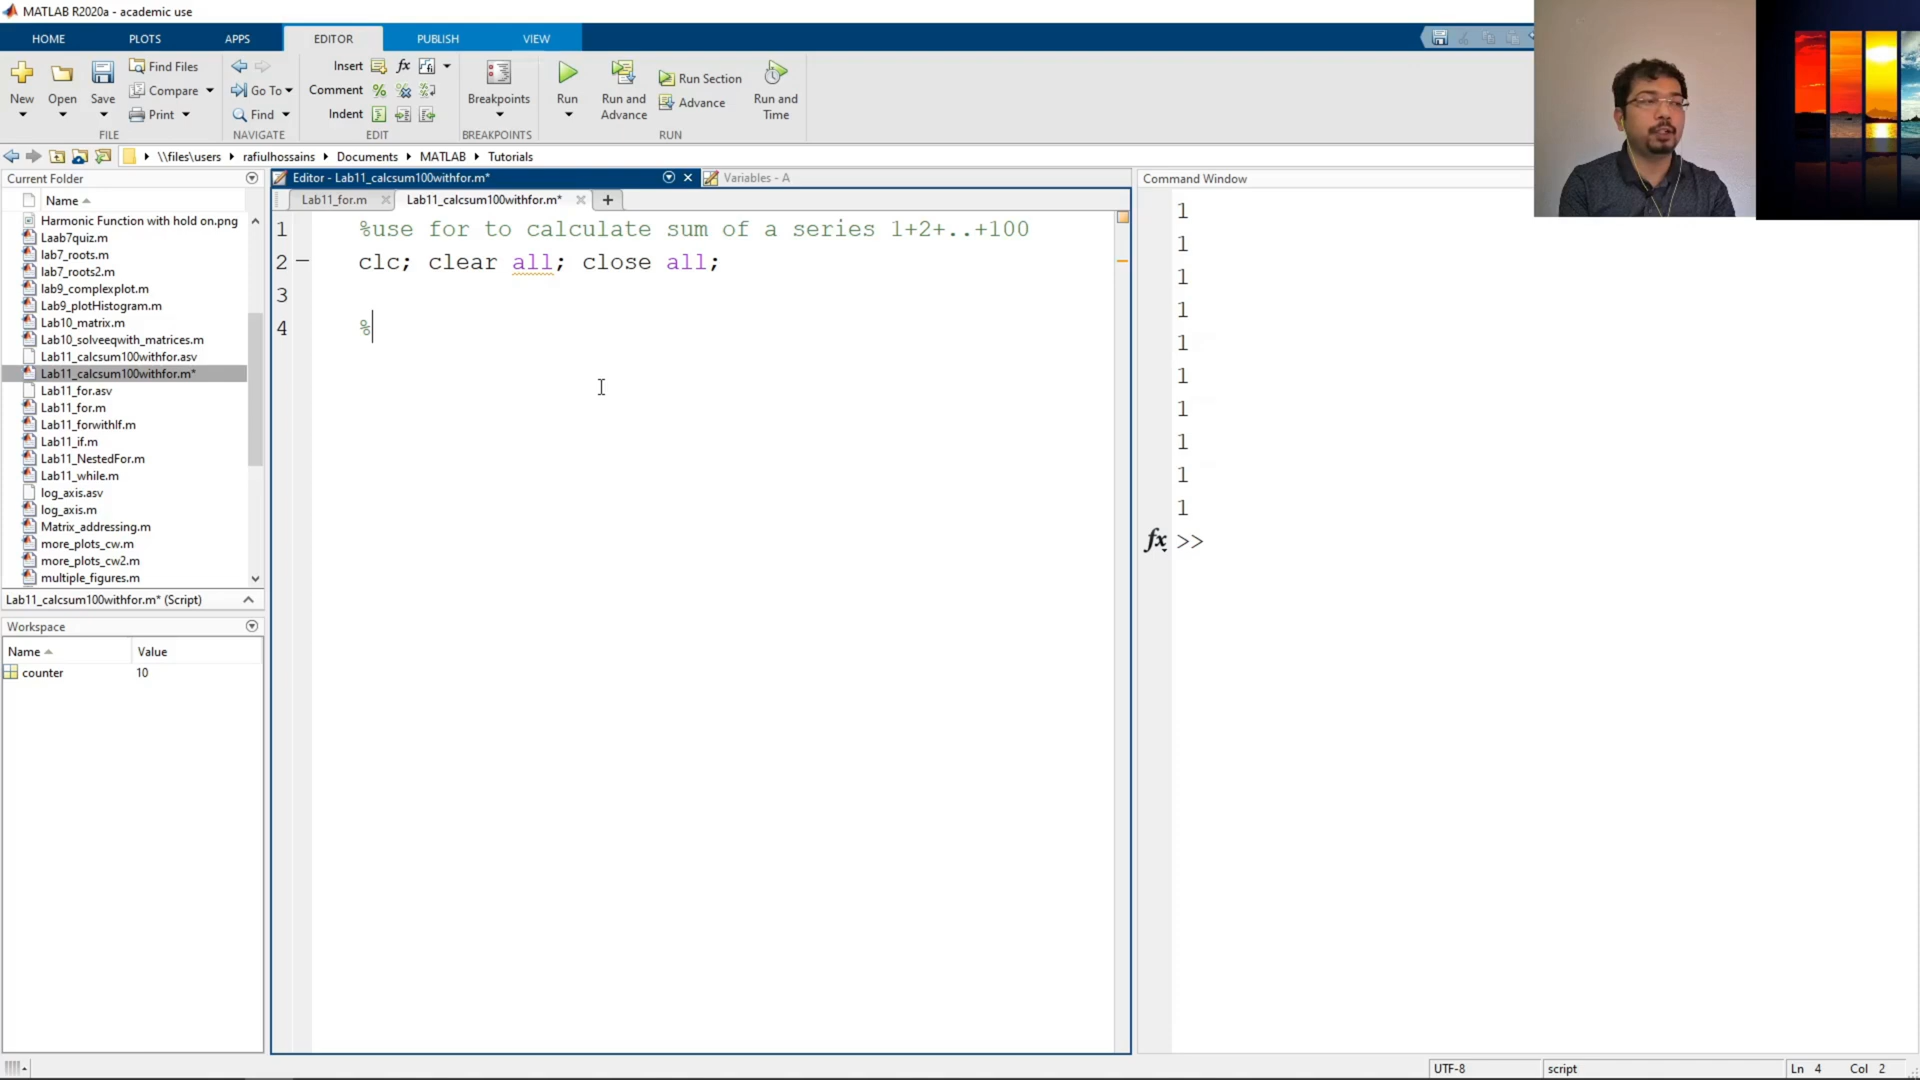 MATLAB R2020a - academic use
HOME PLOTS APPS EDITOR PUBLISH VIEW
New Open Save Find Files Compare Print FILE
Go To Find NAVIGATE
Insert fx Comment Indent EDIT
Breakpoints BREAKPOINTS
Run Run and Advance Run Section Advance Run and Time RUN
\\files\users rafiulhossains Documents MATLAB Tutorials
Current Folder
Name
Harmonic Function with hold on.png
Laab7quiz.m
lab7_roots.m
lab7_roots2.m
lab9_complexplot.m
Lab9_plotHistogram.m
Lab10_matrix.m
Lab10_solveeqwith_matrices.m
Lab11_calcsum100withfor.asv
Lab11_calcsum100withfor.m*
Lab11_for.asv
Lab11_for.m
Lab11_forwithIf.m
Lab11_if.m
Lab11_NestedFor.m
Lab11_while.m
log_axis.asv
log_axis.m
Matrix_addressing.m
more_plots_cw.m
more_plots_cw2.m
multiple_figures.m
Lab11_calcsum100withfor.m* (Script)
Workspace
Name Value
counter 10
Editor - Lab11_calcsum100withfor.m*
Variables - A
Lab11_for.m Lab11_calcsum100withfor.m* +
1 %use for to calculate sum of a series 1+2+..+100
2 clc; clear all; close all;
3
4 %
Command Window
1
1
1
1
1
1
1
1
1
1
fx >>
UTF-8 script Ln 4 Col 2